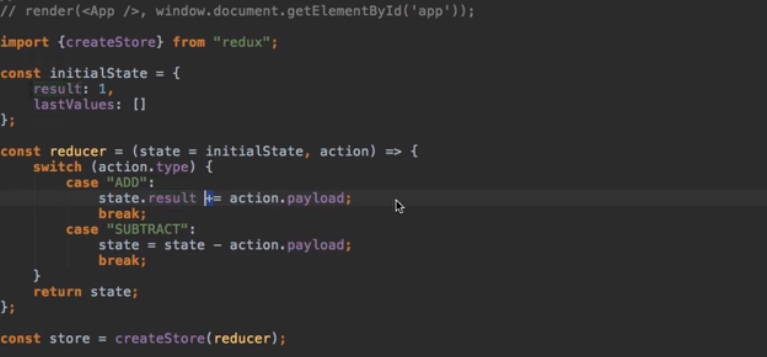 // render(<App />, window.document.getElementById('app'));
import {createStore} from "redux";
const initialState = {
result: 1,
lastValues: []
};
const reducer = (state = initialState, action) => {
switch (action.type) {
case "ADD":
state.result += action.payload;
break;
case "SUBTRACT":
state = state - action.payload;
break;
}
return state;
};
const store = createStore(reducer);